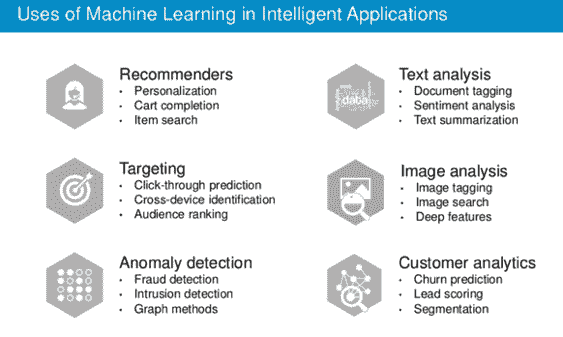 Uses of Machine Learning in Intelligent Applications
Recommenders
• Personalization
• Cart completion
• Item search
Text analysis
• Document tagging
• Sentiment analysis
• Text summarization
data
Targeting
• Click-through prediction
• Cross-device identification
• Audience ranking
Image analysis
• Image tagging
• Image search
• Deep features
Anomaly detection
• Fraud detection
• Intrusion detection
• Graph methods
Customer analytics
• Churn prediction
• Lead scoring
• Segmentation